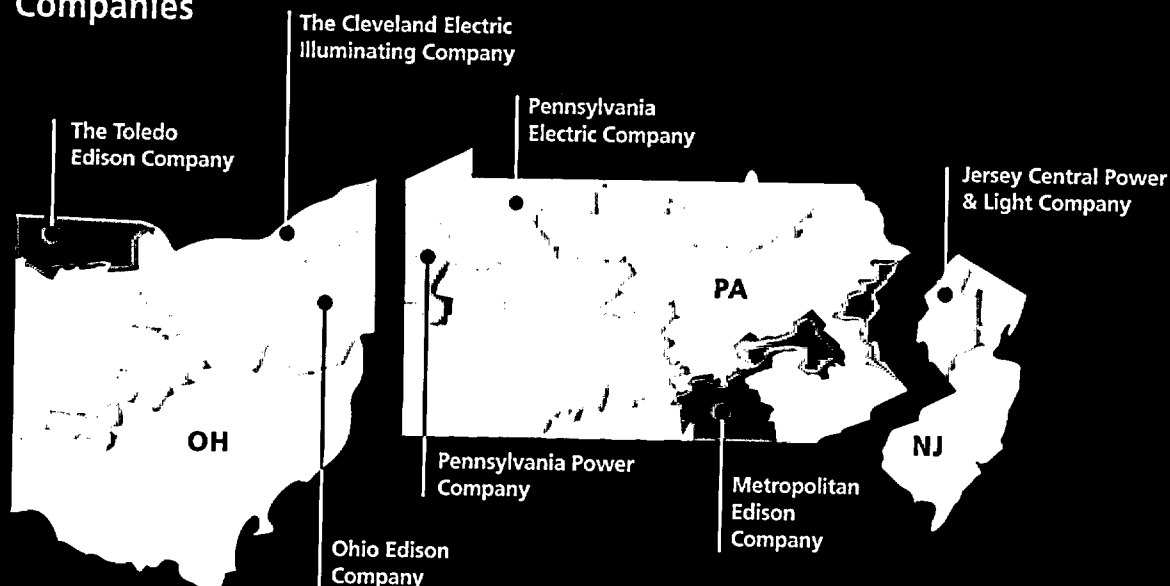 Companies
The Cleveland Electric
Illuminating Company
Pennsylvania
Electric Company
The Toledo
Edison Company
Jersey Central Power
& Light Company
PA
OH
NJ
Pennsylvania Power
Company
Metropolitan
Edison
Company
Ohio Edison
Company